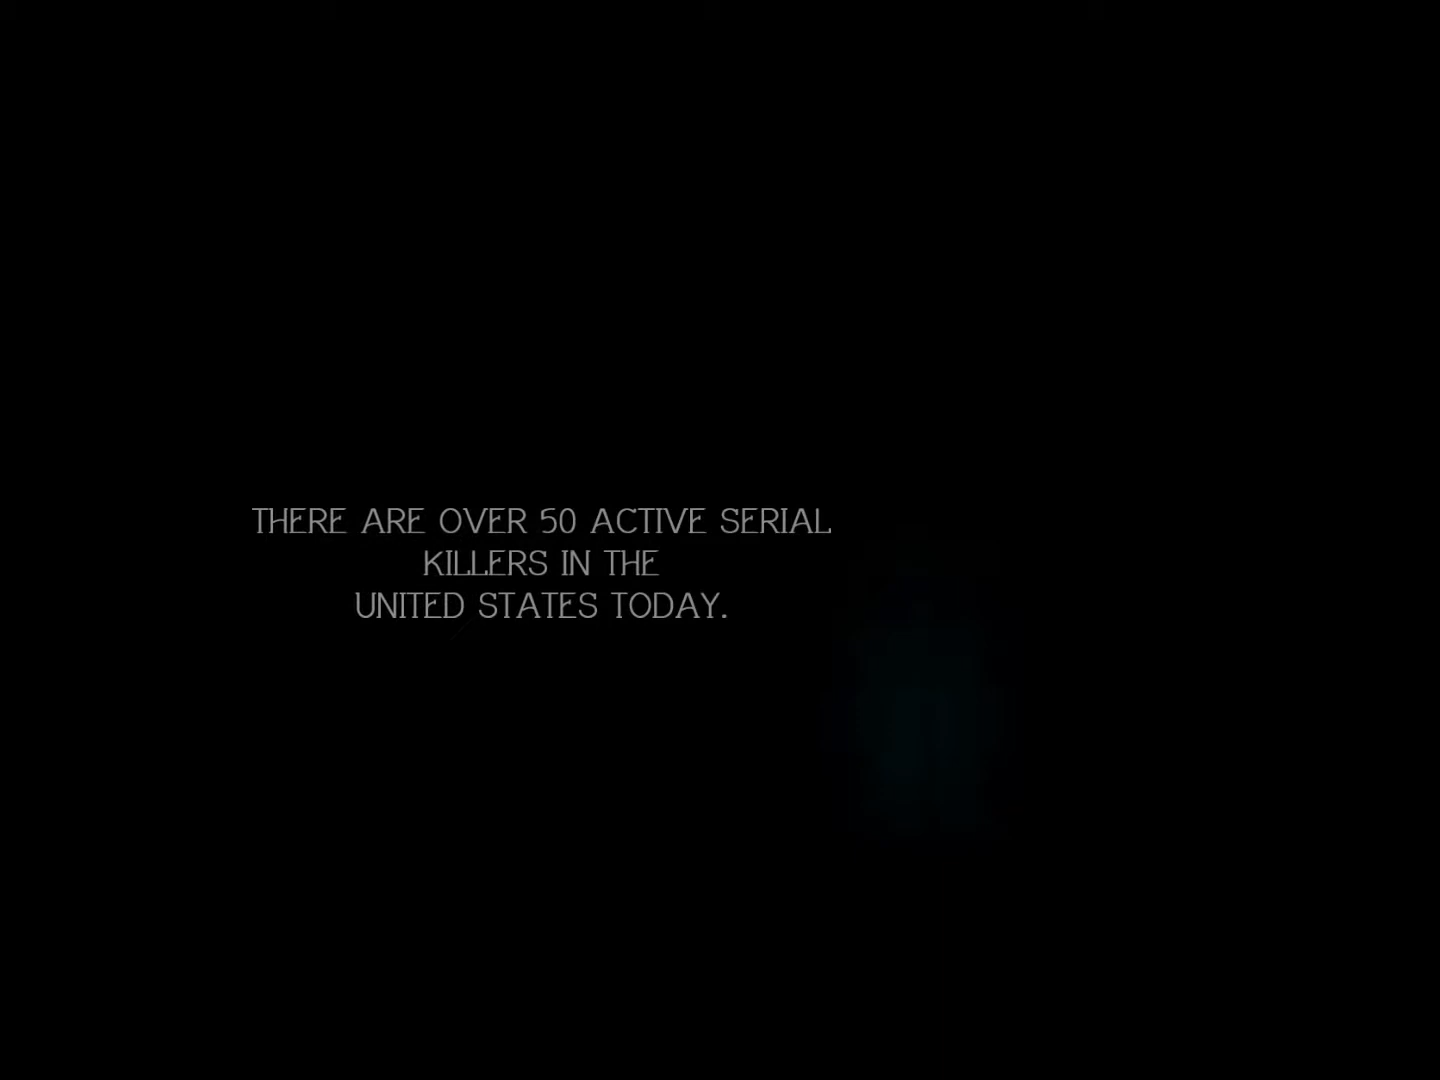 THERE ARE OVER 50 ACTIVE SERIAL
KILLERS IN THE
UNITED STATES TODAY.